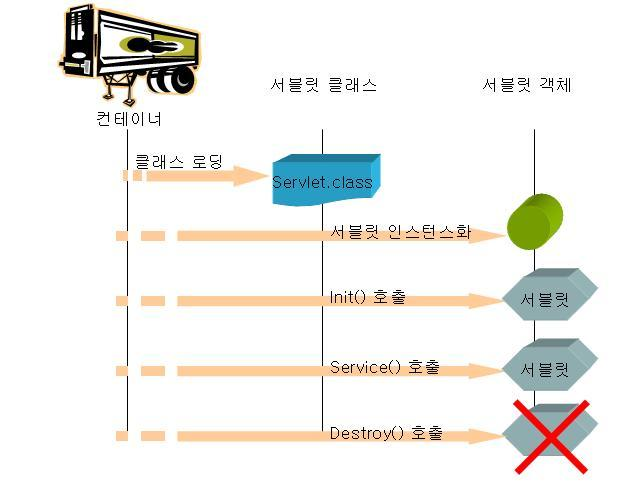 서블릿 클래스
서블릿 객체
컨테이너
클래스 로딩
Servlet.class
서블릿 인스턴스화
Init() 호출
서블릿
Service() 호출
서블릿
Destroy() 호출